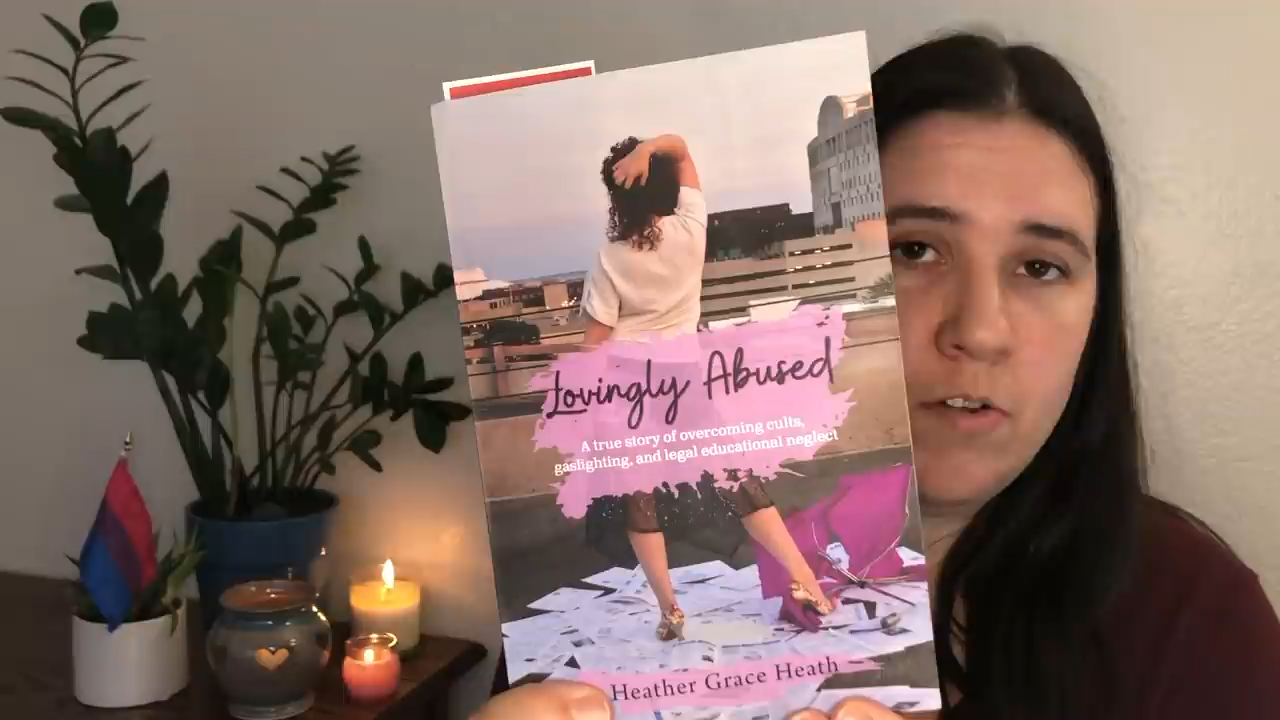 Lovingly Abused
A true story of overcoming cults,
gaslighting, and legal educational neglect
Heather Grace Heath